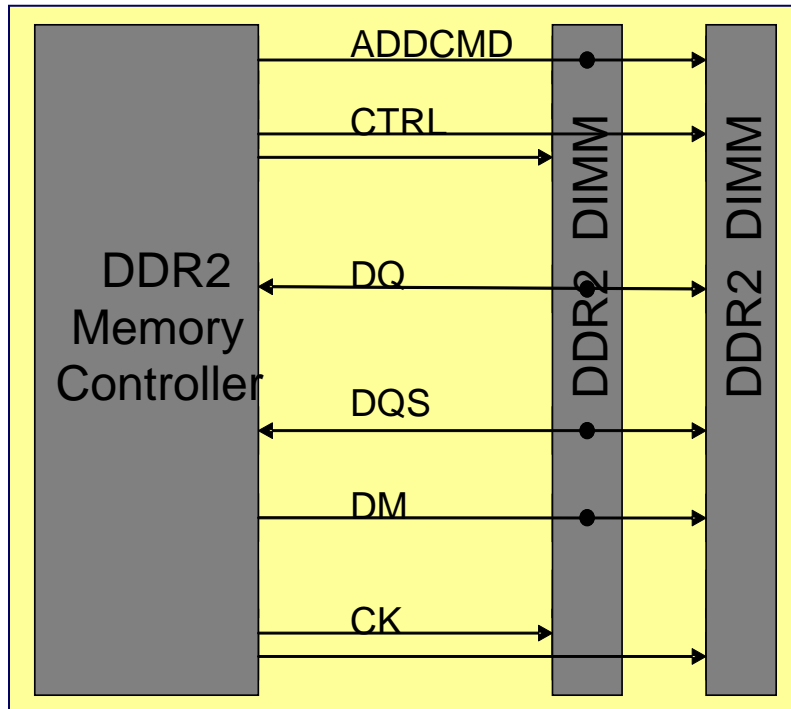 ADDCMD
CTRL
DDR2
Memory
Controller
DQ
DQS
DM
CK
DDR2 DIMM
DDR2 DIMM